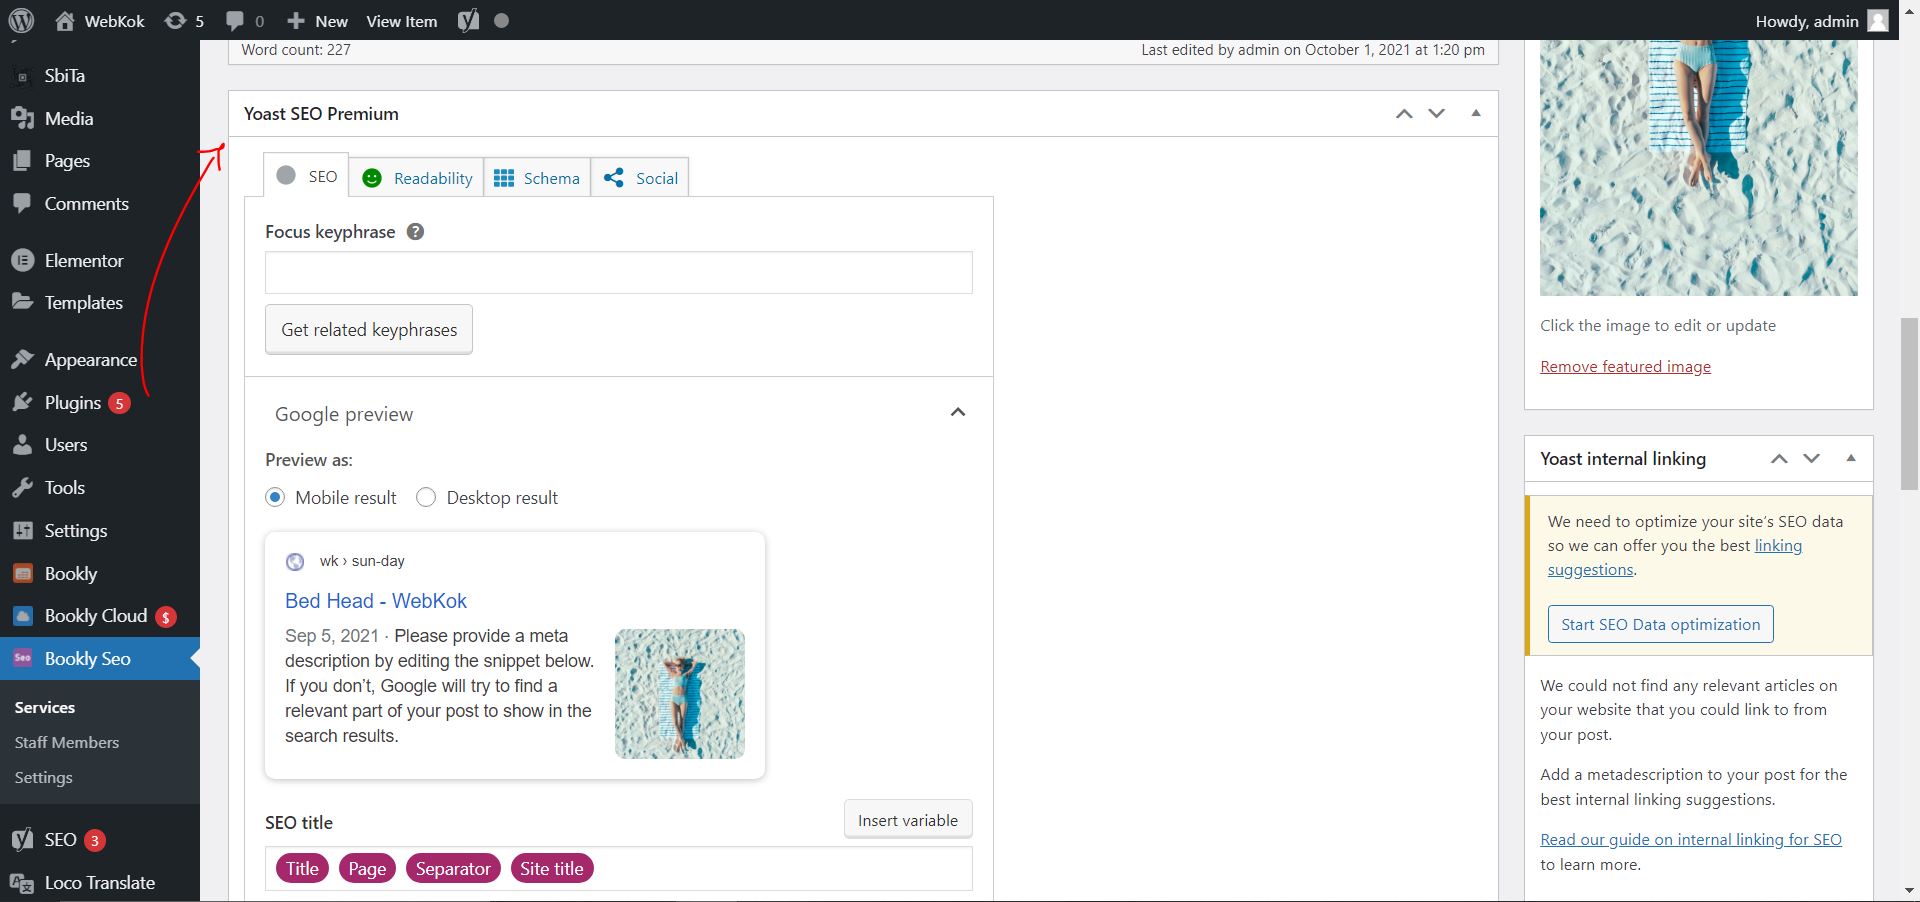 WebKok
5
0
New
View Item
Howdy, admin
SbiTa
Media
Pages
Comments
Elementor
Templates
Appearance
Plugins 5
Users
Tools
Settings
Bookly
Bookly Cloud $
Seo Bookly Seo
Services
Staff Members
Settings
SEO 3
Loco Translate
Word count: 227
Last edited by admin on October 1, 2021 at 1:20 pm
Yoast SEO Premium
SEO
Readability
Schema
Social
Focus keyphrase ?
Get related keyphrases
Google preview
Preview as:
Mobile result
Desktop result
wk › sun-day
Bed Head - WebKok
Sep 5, 2021 · Please provide a meta
description by editing the snippet below.
If you don’t, Google will try to find a
relevant part of your post to show in the
search results.
SEO title
Insert variable
Title Page Separator Site title
Click the image to edit or update
Remove featured image
Yoast internal linking
We need to optimize your site’s SEO data
so we can offer you the best linking
suggestions.
Start SEO Data optimization
We could not find any relevant articles on
your website that you could link to from
your post.
Add a metadescription to your post for the
best internal linking suggestions.
Read our guide on internal linking for SEO
to learn more.